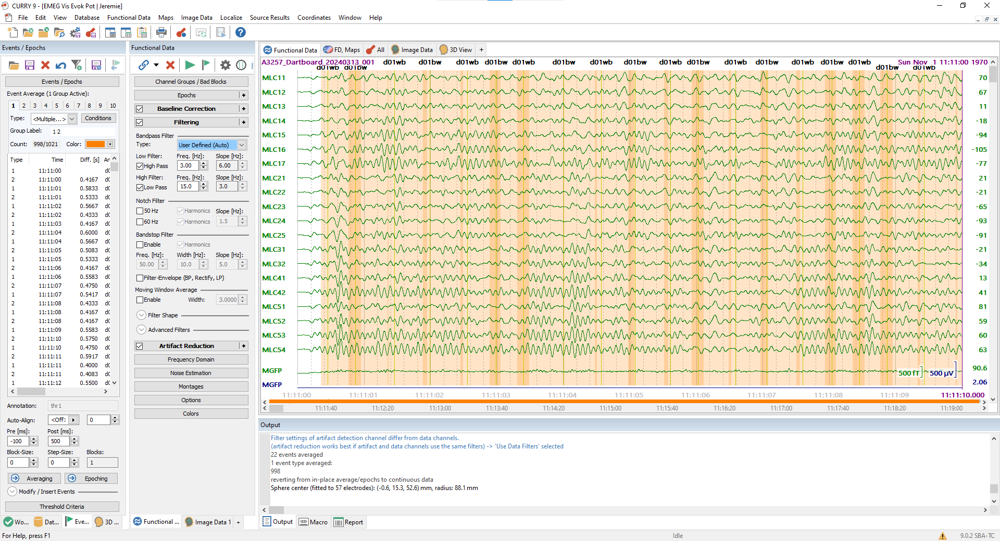 CURRY 9 - [EMEG Vis Evok Pot | Jeremie]
File Edit View Database Functional Data Maps Image Data Localize Source Results Coordinates Window Help
Events / Epochs
Events / Epochs
Event Average (1 Group Active):
1 2 3 4 5 6 7 8 9 10
Type: <Multiple...> Conditions
Group Label: 1 2
Count: 998/1021 Color:
Type Time Diff. [s] An
1 11:11:00 d0
2 11:11:00 0.4167 d0
1 11:11:01 0.5833 d0
2 11:11:01 0.5333 d0
1 11:11:02 0.5667 d0
2 11:11:02 0.4333 d0
1 11:11:03 0.4167 d0
2 11:11:04 0.6000 d0
1 11:11:04 0.5667 d0
2 11:11:05 0.5083 d0
1 11:11:05 0.5333 d0
2 11:11:06 0.4167 d0
1 11:11:06 0.5583 d0
2 11:11:07 0.4750 d0
1 11:11:07 0.5417 d0
2 11:11:08 0.4333 d0
1 11:11:08 0.4167 d0
2 11:11:08 0.4167 d0
1 11:11:09 0.5583 d0
2 11:11:10 0.5750 d0
1 11:11:10 0.4750 d0
2 11:11:11 0.5917 d0
1 11:11:11 0.4000 d0
2 11:11:11 0.4083 d0
1 11:11:12 0.5500 d0
Annotation: thr1
Auto-Align: <Off> 0
Pre [ms]: Post [ms]:
-100 500
Block-Size: Step-Size: Blocks:
0 0 1
Averaging Epoching
Modify / Insert Events
Threshold Criteria
Wo... Dat... Eve... 3D ...
Functional Data
Channel Groups / Bad Blocks
Epochs +
Baseline Correction +
Filtering +
Bandpass Filter
Type: User Defined (Auto)
Low Filter: Freq. [Hz]: Slope [Hz]:
High Pass 3.00 6.00
High Filter: Freq. [Hz]: Slope [Hz]:
Low Pass 15.0 3.0
Notch Filter
50 Hz Harmonics Slope [Hz]:
60 Hz Harmonics 1.5
Bandstop Filter
Enable Harmonics
Freq. [Hz]: Width [Hz]: Slope [Hz]:
50.00 10.0 5.0
Filter-Envelope (BP, Rectify, LP)
Moving Window Average
Enable Width: 3.0000
Filter Shape
Advanced Filters
Artifact Reduction +
Frequency Domain
Noise Estimation
Montages
Options
Colors
Functional ... Image Data 1 +
Functional Data FD, Maps All Image Data 3D View +
A3257_Dartboard_20240313_001 d01wb d01bw d01wb d01bw d01wb d01bw d01wb d01bw d01wb d01bw d01wb d01bw d01wb d01bw d01wb Sun Nov 1 11:11:00 1970
d01wb d01bw d01bw d01wb
MLC11 70
MLC12 67
MLC13 11
MLC14 -18
MLC15 -94
MLC16 -105
MLC17 -77
MLC21 21
MLC22 -21
MLC23 -65
MLC24 -93
MLC25 -91
MLC31 -21
MLC32 -34
MLC41 13
MLC42 41
MLC51 81
MLC52 59
MLC53 60
MLC54 63
MGFP 500 fT 500 µV 90.6
MGFP 2.06
11:11:00 11:11:01 11:11:02 11:11:03 11:11:04 11:11:05 11:11:06 11:11:07 11:11:08 11:11:09 11:11:10.000
11:11:40 11:12:20 11:13:00 11:13:40 11:14:20 11:15:00 11:15:40 11:16:20 11:17:00 11:17:40 11:18:20 11:19:00
Output
Filter settings of artifact detection channel differ from data channels.
(artifact reduction works best if artifact and data channels use the same filters) -> 'Use Data Filters' selected
22 events averaged
1 event type averaged:
998
reverting from in-place average/epochs to continuous data
Sphere center (fitted to 57 electrodes): (-0.6, 15.3, 52.6) mm, radius: 88.1 mm
Output Macro Report
For Help, press F1 Idle 9.0.2 SBA-TC